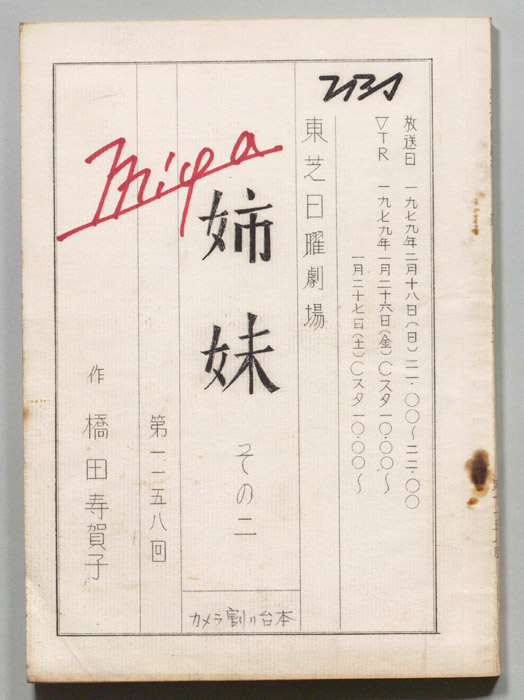 TBS
放送日 一九七九年二月十八日(日)二一.〇〇〜二二.〇〇
▽TR 一九七九年一月二十六日(金)Cスタ一〇.〇〇〜
一月二十七日(土)Cスタ一〇.〇〇〜
東芝日曜劇場
姉妹 その二
カメラ割り台本
第一一五八回
作 橋田寿賀子